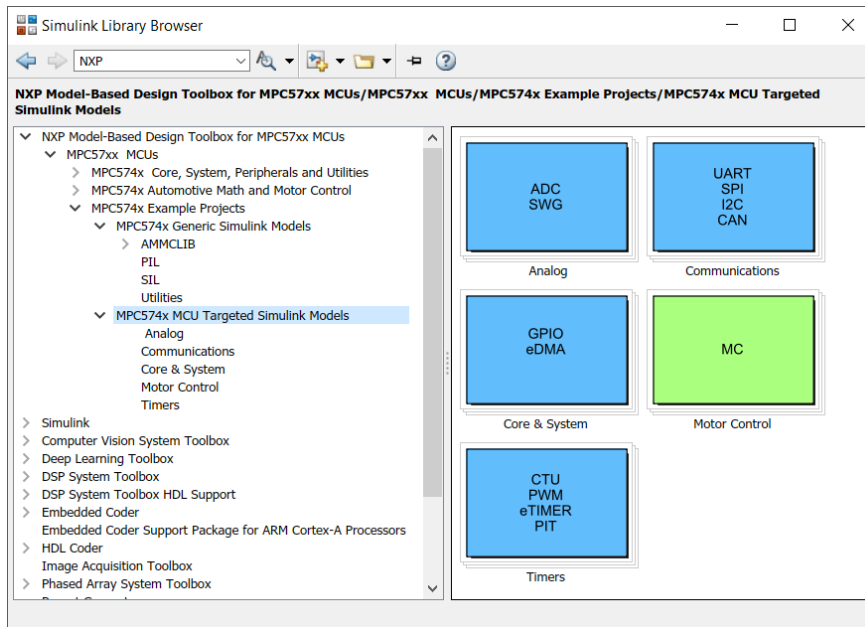 Simulink Library Browser
NXP
NXP Model-Based Design Toolbox for MPC57xx MCUs/MPC57xx  MCUs/MPC574x Example Projects/MPC574x MCU Targeted
Simulink Models
NXP Model-Based Design Toolbox for MPC57xx MCUs
MPC57xx  MCUs
MPC574x  Core, System, Peripherals and Utilities
MPC574x Automotive Math and Motor Control
MPC574x Example Projects
MPC574x Generic Simulink Models
AMMCLIB
PIL
SIL
Utilities
MPC574x MCU Targeted Simulink Models
Analog
Communications
Core & System
Motor Control
Timers
Simulink
Computer Vision System Toolbox
Deep Learning Toolbox
DSP System Toolbox
DSP System Toolbox HDL Support
Embedded Coder
Embedded Coder Support Package for ARM Cortex-A Processors
HDL Coder
Image Acquisition Toolbox
Phased Array System Toolbox
ADC
SWG
Analog
UART
SPI
I2C
CAN
Communications
GPIO
eDMA
Core & System
MC
Motor Control
CTU
PWM
eTIMER
PIT
Timers